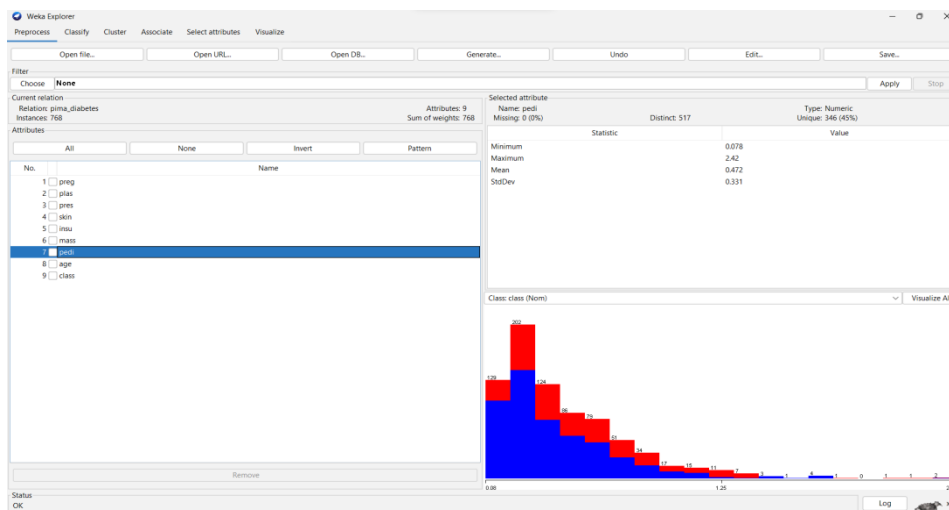 Weka Explorer
Preprocess Classify Cluster Associate Select attributes Visualize
Open file... Open URL... Open DB... Generate... Undo Edit... Save...
Filter
Choose None Apply Stop
Current relation
Relation: pima_diabetes Attributes: 9
Instances: 768 Sum of weights: 768
Selected attribute
Name: pedi Type: Numeric
Missing: 0 (0%) Distinct: 517 Unique: 346 (45%)
Attributes
All None Invert Pattern
No. Name
1 preg
2 plas
3 pres
4 skin
5 insu
6 mass
7 pedi
8 age
9 class
Remove
Statistic Value
Minimum 0.078
Maximum 2.42
Mean 0.472
StdDev 0.331
Class: class (Nom) Visualize Al
202
129 124
86 79
51
34
17 15 11 7 3 1 4 1 0 1 1 2
0.08 1.25 2
Status
OK Log